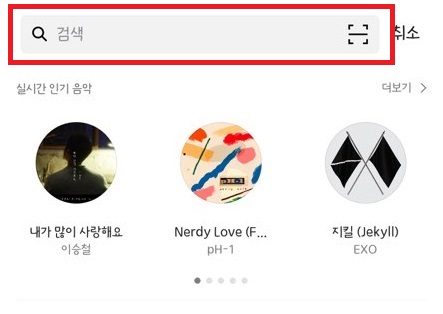 검색
취소
실시간 인기 음악
더보기 >
내가 많이 사랑해요
이승철
Nerdy Love (F...
pH-1
지킬 (Jekyll)
EXO